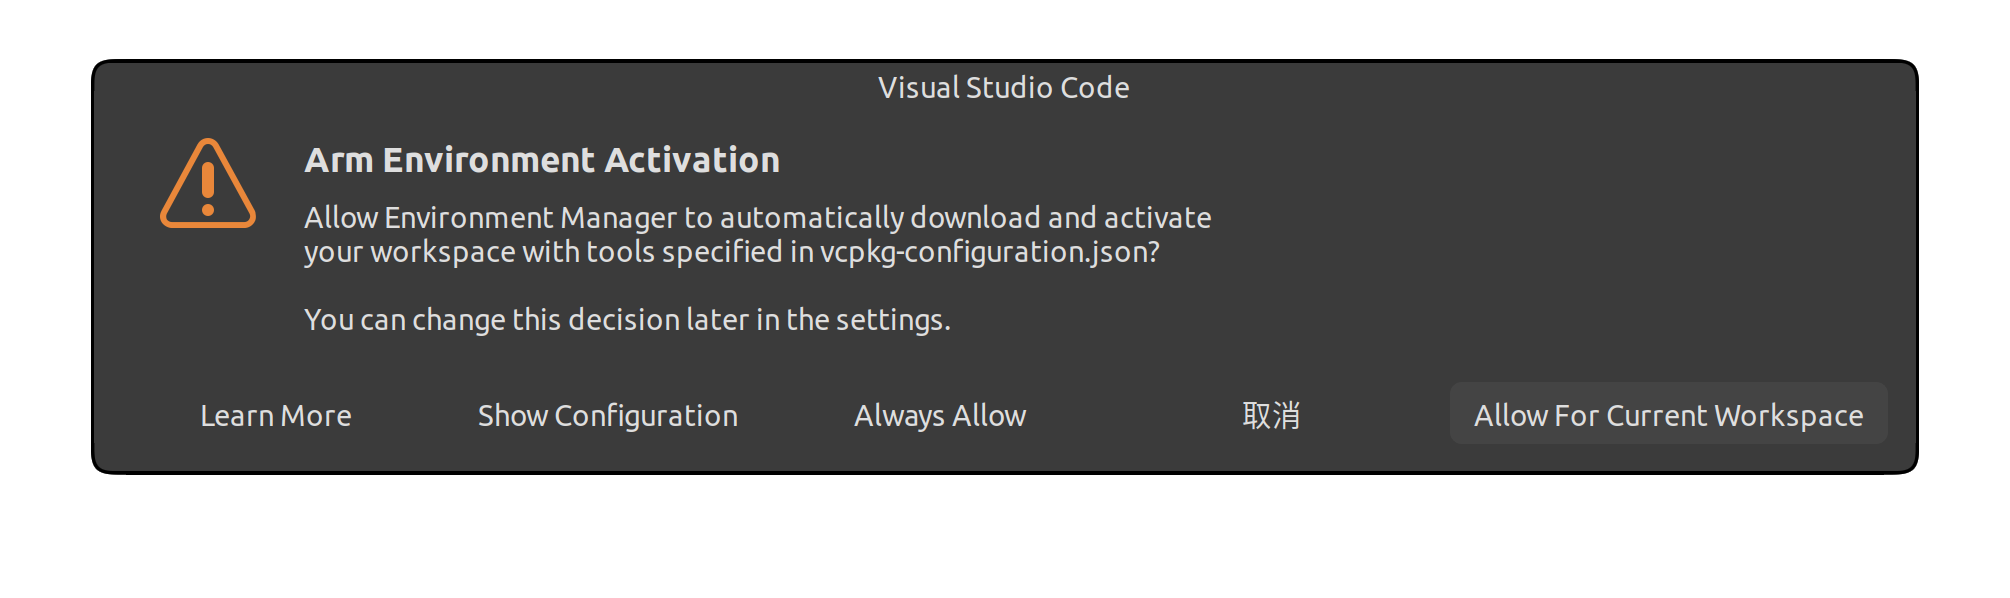 Visual Studio Code
Arm Environment Activation
Allow Environment Manager to automatically download and activate
your workspace with tools specified in vcpkg-configuration.json?
You can change this decision later in the settings.
Learn More
Show Configuration
Always Allow
取消
Allow For Current Workspace